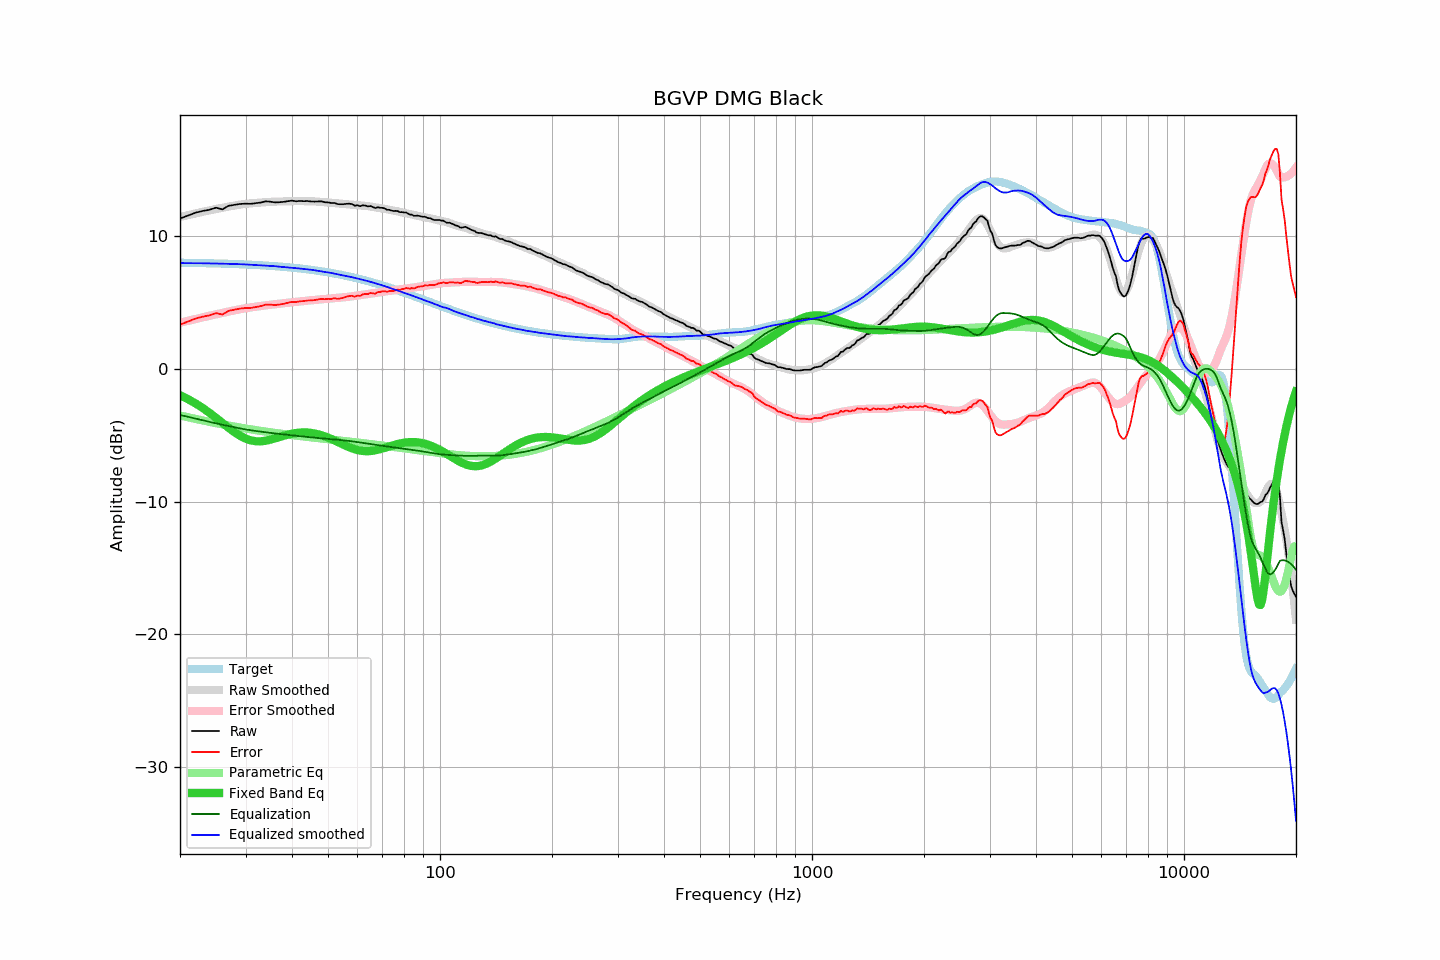 BGVP DMG Black
10
0
−10
−20
−30
Amplitude (dBr)
Target
Raw Smoothed
Error Smoothed
Raw
Error
Parametric Eq
Fixed Band Eq
Equalization
Equalized smoothed
100
1000
10000
Frequency (Hz)